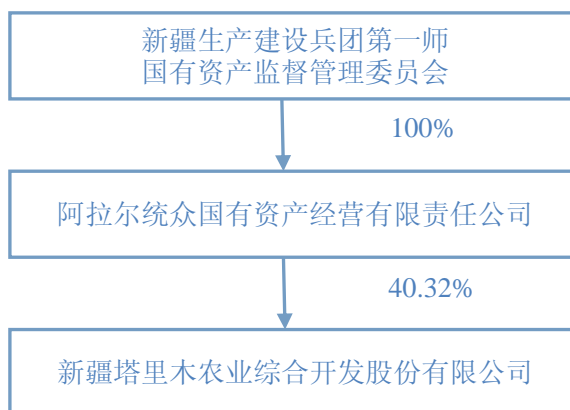 新疆生产建设兵团第一师
国有资产监督管理委员会
100%
阿拉尔统众国有资产经营有限责任公司
40.32%
新疆塔里木农业综合开发股份有限公司